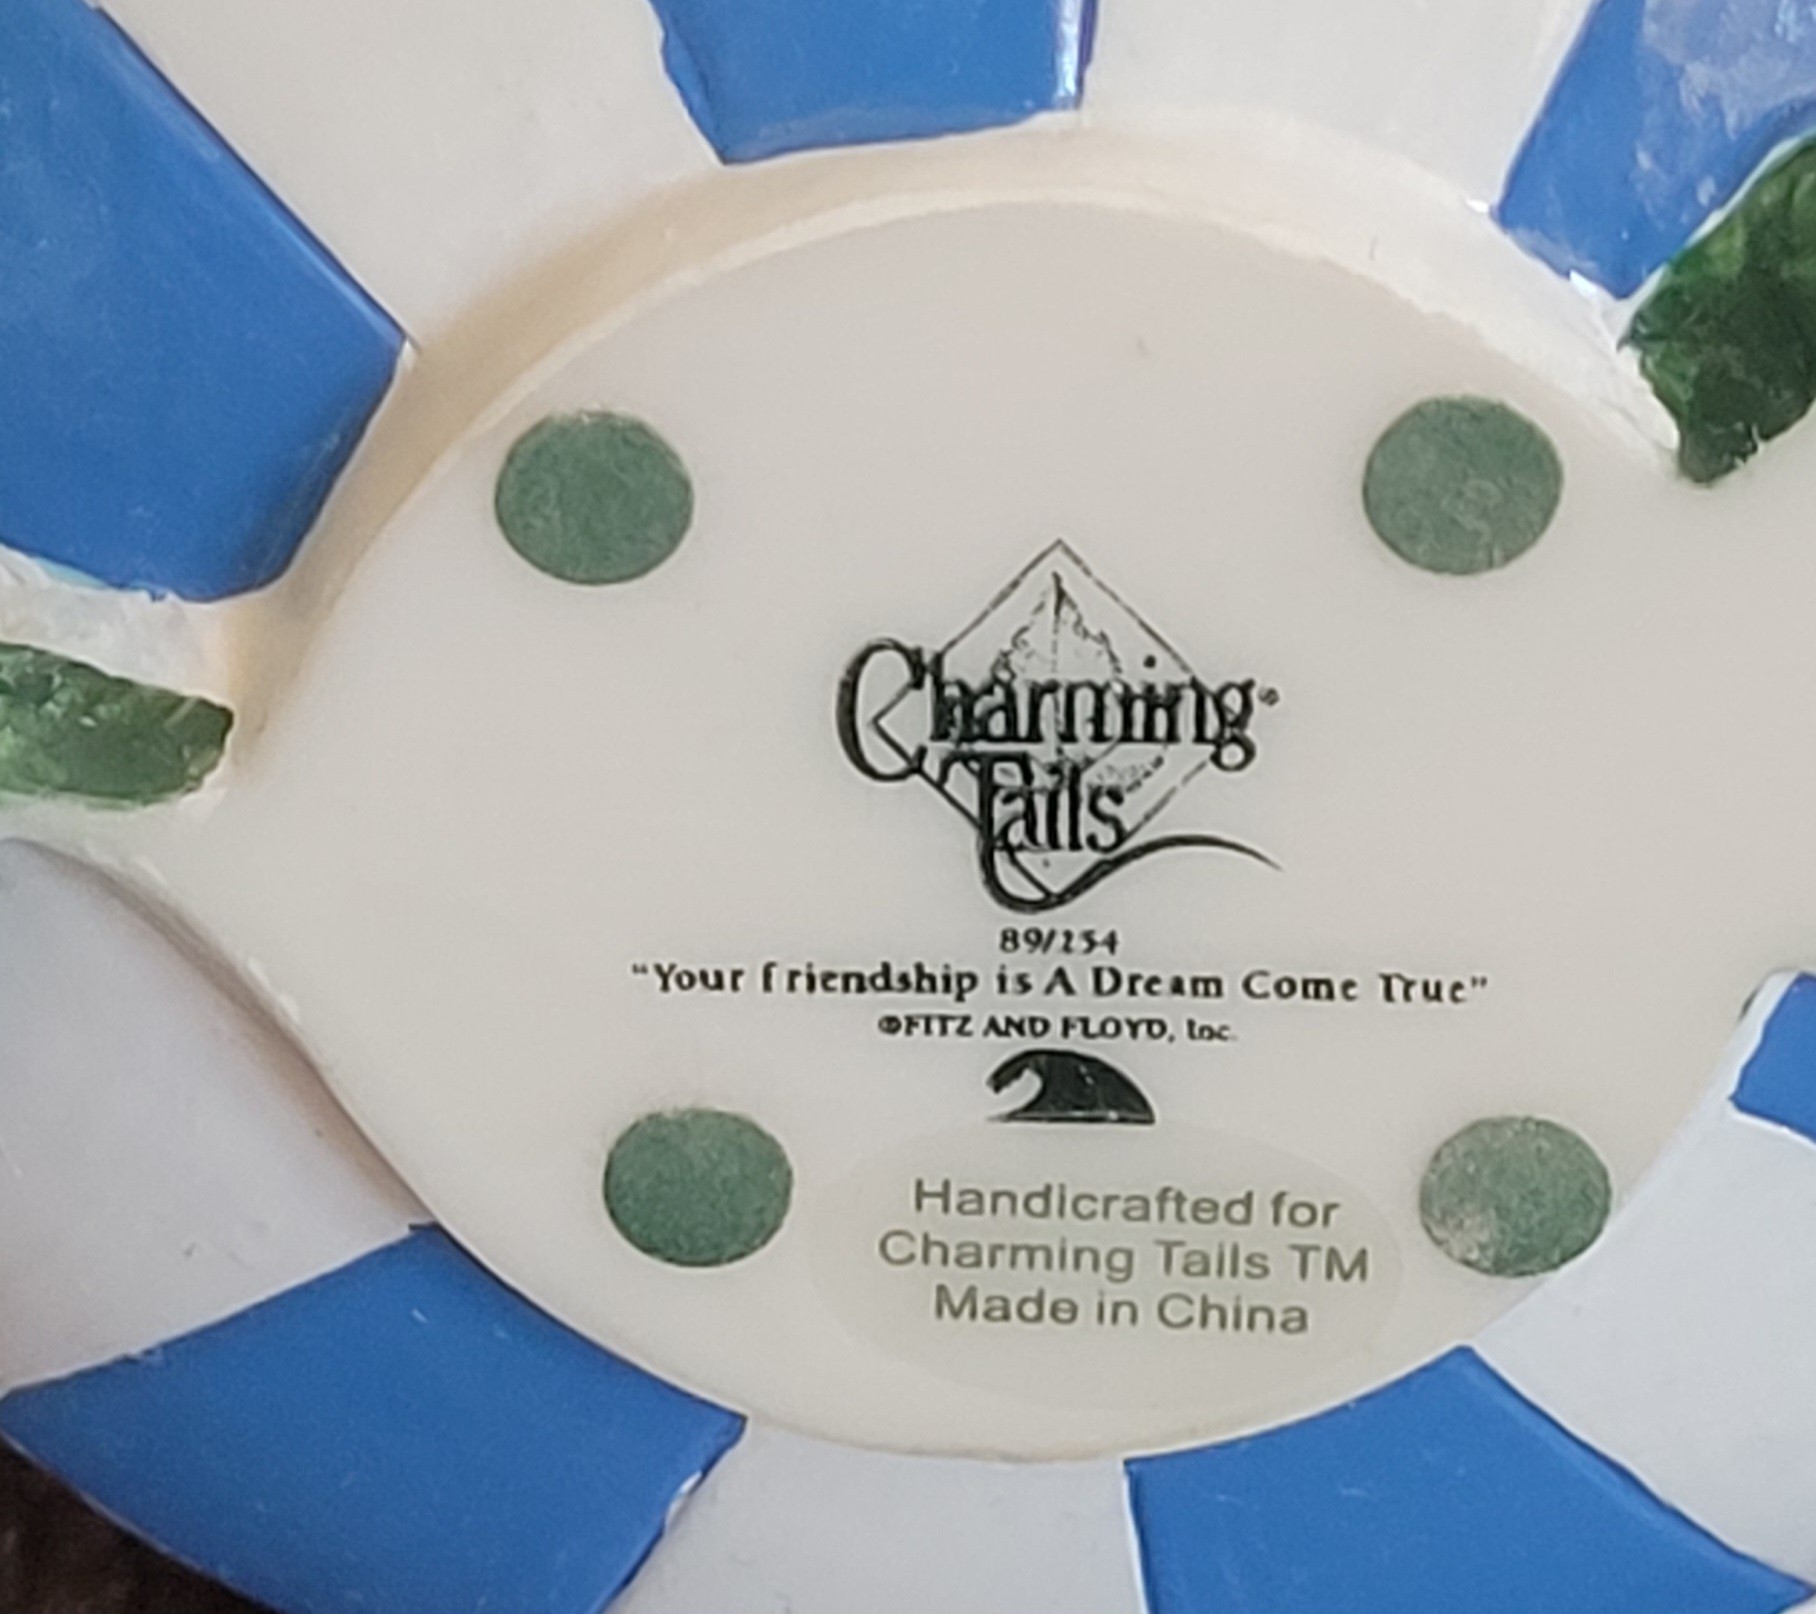 Charming®
Tails
89/254
"Your friendship is A Dream Come True"
©FITZ AND FLOYD, Inc.
Handicrafted for
Charming Tails TM
Made in China